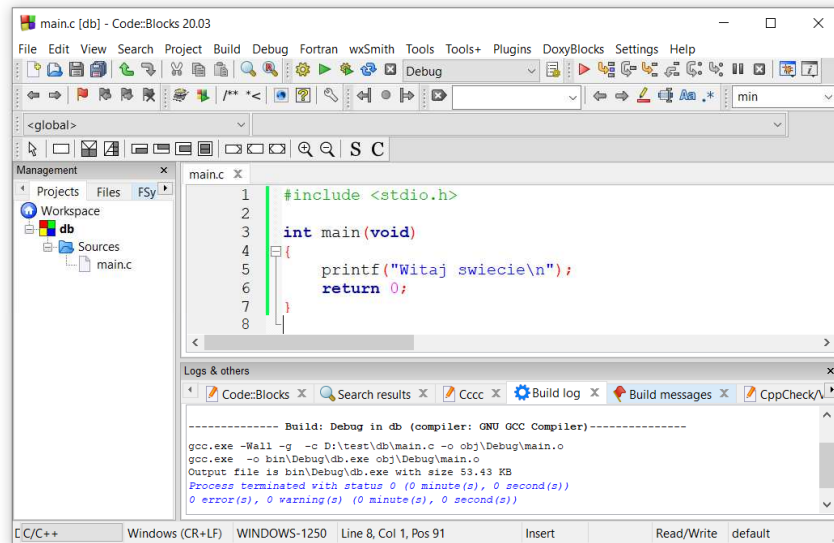 main.c [db] - Code::Blocks 20.03
File Edit View Search Project Build Debug Fortran wxSmith Tools Tools+ Plugins DoxyBlocks Settings Help
Debug
/** *< .* min
<global>
S C
Management
Projects Files FSy
Workspace
db
Sources
main.c
main.c
1 #include <stdio.h>
2
3 int main(void)
4 {
5 printf("Witaj swiecie\n");
6 return 0;
7 }
8
Logs & others
Code::Blocks Search results Cccc Build log Build messages CppCheck/V
-------------- Build: Debug in db (compiler: GNU GCC Compiler)---------------
gcc.exe -Wall -g -c D:\test\db\main.c -o obj\Debug\main.o
gcc.exe -o bin\Debug\db.exe obj\Debug\main.o
Output file is bin\Debug\db.exe with size 53.43 KB
Process terminated with status 0 (0 minute(s), 0 second(s))
0 error(s), 0 warning(s) (0 minute(s), 0 second(s))
C/C++ Windows (CR+LF) WINDOWS-1250 Line 8, Col 1, Pos 91 Insert Read/Write default